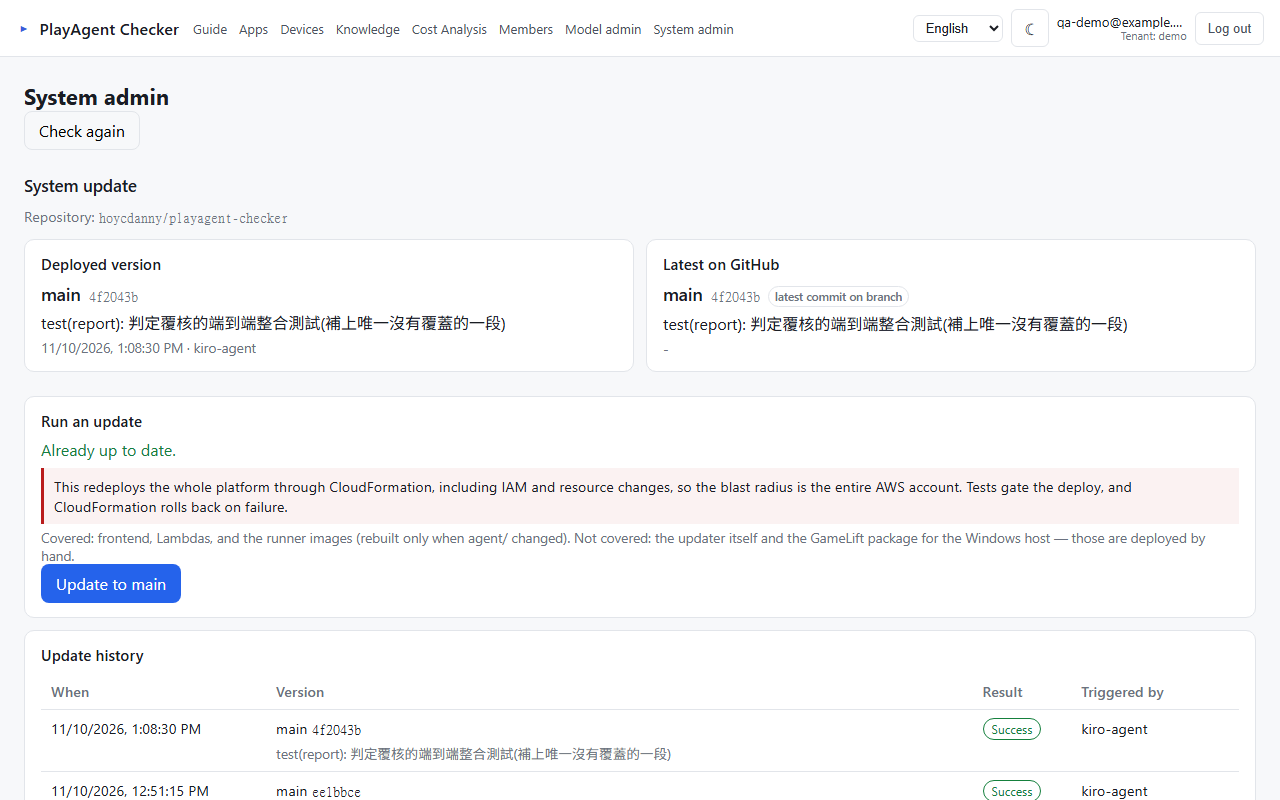 PlayAgent Checker Guide Apps Devices Knowledge Cost Analysis Members Model admin System admin English qa-demo@example.... Log out
Tenant: demo
System admin
Check again
System update
Repository: hoycdanny/playagent-checker
Deployed version
main 4f2043b
test(report): 判定覆核的端到端整合測試(補上唯一沒有覆蓋的一段)
11/10/2026, 1:08:30 PM · kiro-agent
Latest on GitHub
main 4f2043b latest commit on branch
test(report): 判定覆核的端到端整合測試(補上唯一沒有覆蓋的一段)
-
Run an update
Already up to date.
This redeploys the whole platform through CloudFormation, including IAM and resource changes, so the blast radius is the entire AWS account. Tests gate the deploy, and
CloudFormation rolls back on failure.
Covered: frontend, Lambdas, and the runner images (rebuilt only when agent/ changed). Not covered: the updater itself and the GameLift package for the Windows host — those are deployed by
hand.
Update to main
Update history
When Version Result Triggered by
11/10/2026, 1:08:30 PM main 4f2043b Success kiro-agent
test(report): 判定覆核的端到端整合測試(補上唯一沒有覆蓋的一段)
11/10/2026, 12:51:15 PM main ee1bbce Success kiro-agent